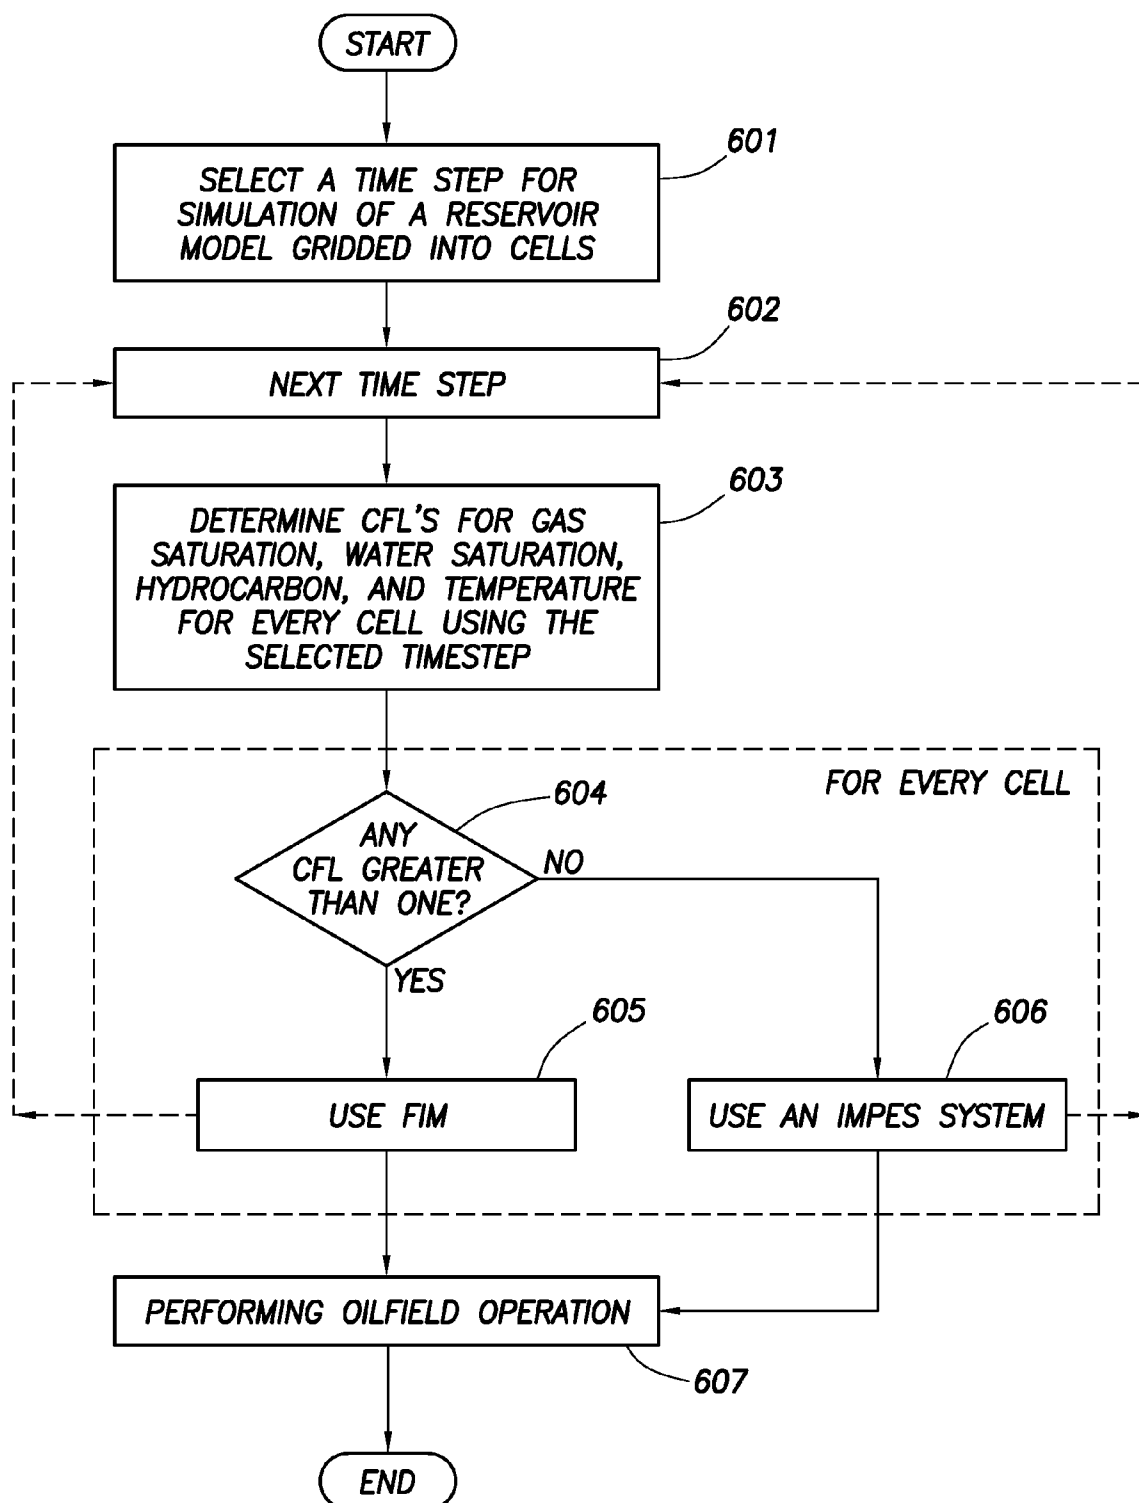 START
601
SELECT A TIME STEP FOR
SIMULATION OF A RESERVOIR
MODEL GRIDDED INTO CELLS
602
NEXT TIME STEP
603
DETERMINE CFL'S FOR GAS
SATURATION, WATER SATURATION,
HYDROCARBON, AND TEMPERATURE
FOR EVERY CELL USING THE
SELECTED TIMESTEP
FOR EVERY CELL
604
ANY
CFL GREATER
THAN ONE?
NO
YES
605
USE FIM
606
USE AN IMPES SYSTEM
PERFORMING OILFIELD OPERATION
607
END